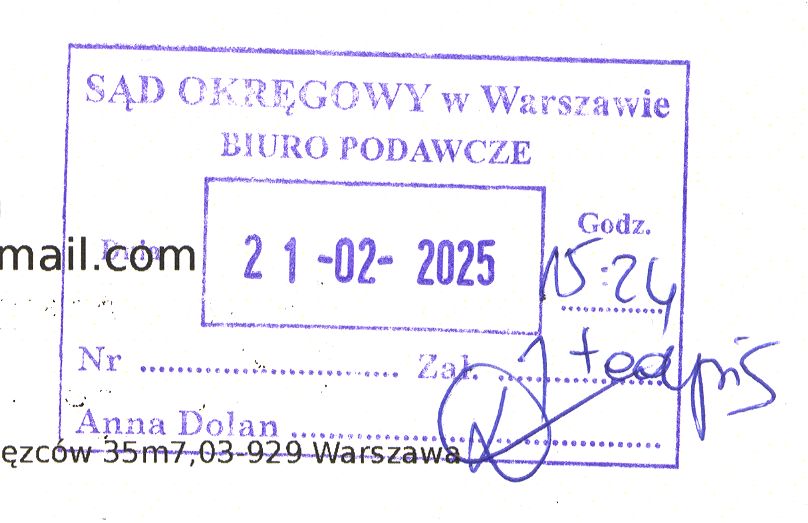 SĄD OKRĘGOWY w Warszawie
BIURO PODAWCZE
Godz.
mail.com
21-02-2025
15:24
Nr Zał. 1 + odpis
Anna Dolan
ęzców 35m7,03-929 Warszawa